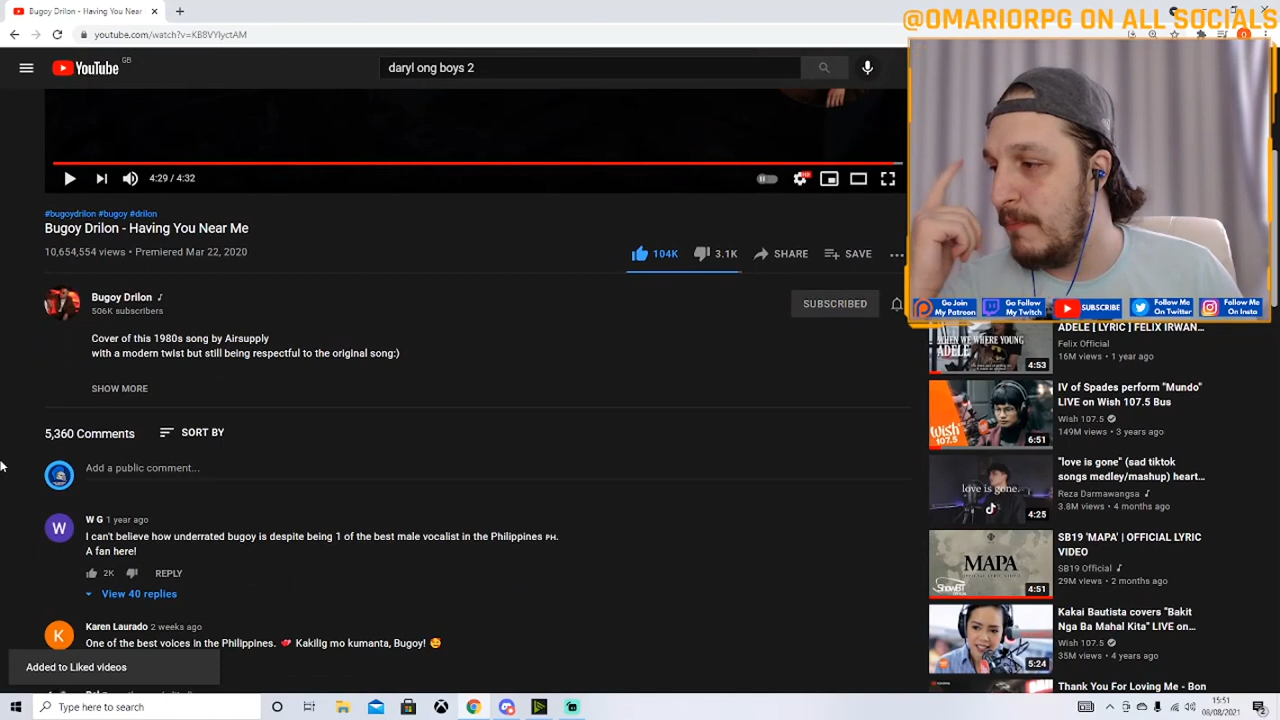 Bugoy Drilon - Having You Near M
@OMARIORPG ON ALL SOCIALS
youtube.com/watch?v=KB8VYlyctAM
YouTube GB
daryl ong boys 2
4:29 / 4:32
#bugoydrilon #bugoy #drilon
Bugoy Drilon - Having You Near Me
10,654,554 views • Premiered Mar 22, 2020
104K
3.1K
SHARE
SAVE
Bugoy Drilon
506K subscribers
SUBSCRIBED
Cover of this 1980s song by Airsupply
with a modern twist but still being respectful to the original song:)
SHOW MORE
5,360 Comments
SORT BY
Add a public comment...
W
W G 1 year ago
I can't believe how underrated bugoy is despite being 1 of the best male vocalist in the Philippines PH.
A fan here!
2K
REPLY
View 40 replies
K
Karen Laurado 2 weeks ago
One of the best voices in the Philippines. Kakilig mo kumanta, Bugoy!
Added to Liked videos
Go Join
My Patreon
Go Follow
My Twitch
SUBSCRIBE
Follow Me
On Twitter
Follow Me
On Insta
ADELE
4:53
ADELE [ LYRIC ] FELIX IRWAN...
Felix Official
16M views • 1 year ago
wish
107.5
6:51
IV of Spades perform "Mundo"
LIVE on Wish 107.5 Bus
Wish 107.5
149M views • 3 years ago
love is gone.
4:25
"love is gone" (sad tiktok
songs medley/mashup) heart...
Reza Darmawangsa
3.8M views • 4 months ago
MAPA
ShowBT
4:51
SB19 'MAPA' | OFFICIAL LYRIC
VIDEO
SB19 Official
29M views • 2 months ago
5:24
Kakai Bautista covers "Bakit
Nga Ba Mahal Kita" LIVE on...
Wish 107.5
35M views • 4 years ago
Thank You For Loving Me - Bon
Type here to search
15:51
08/08/2021
2